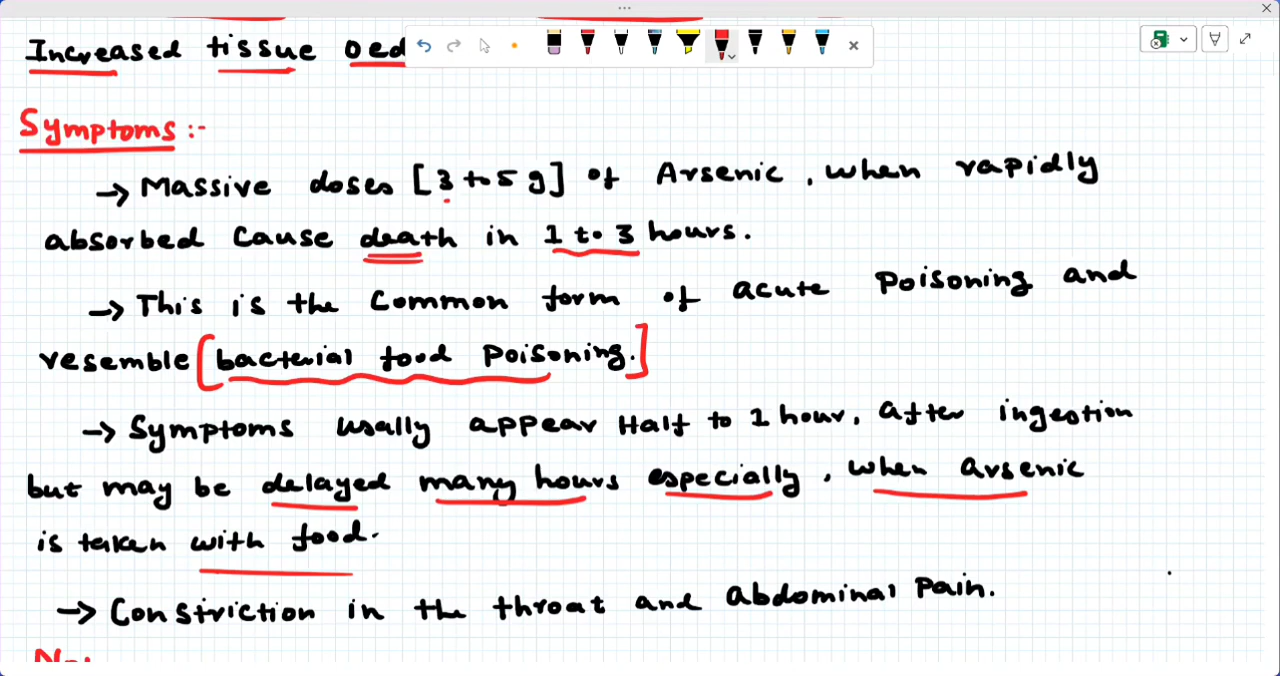 Increased tissue oed
Symptoms :-
→ Massive doses [3 to 5 g] of Arsenic, when rapidly
absorbed cause death in 1 to 3 hours.
→ This is the common form of acute poisoning and
resemble [bacterial food poisoning.]
→ Symptoms usally appear Half to 1 hour, after ingestion
but may be delayed many hours especially, when arsenic
is taken with food.
→ Constriction in the throat and abdominal pain.